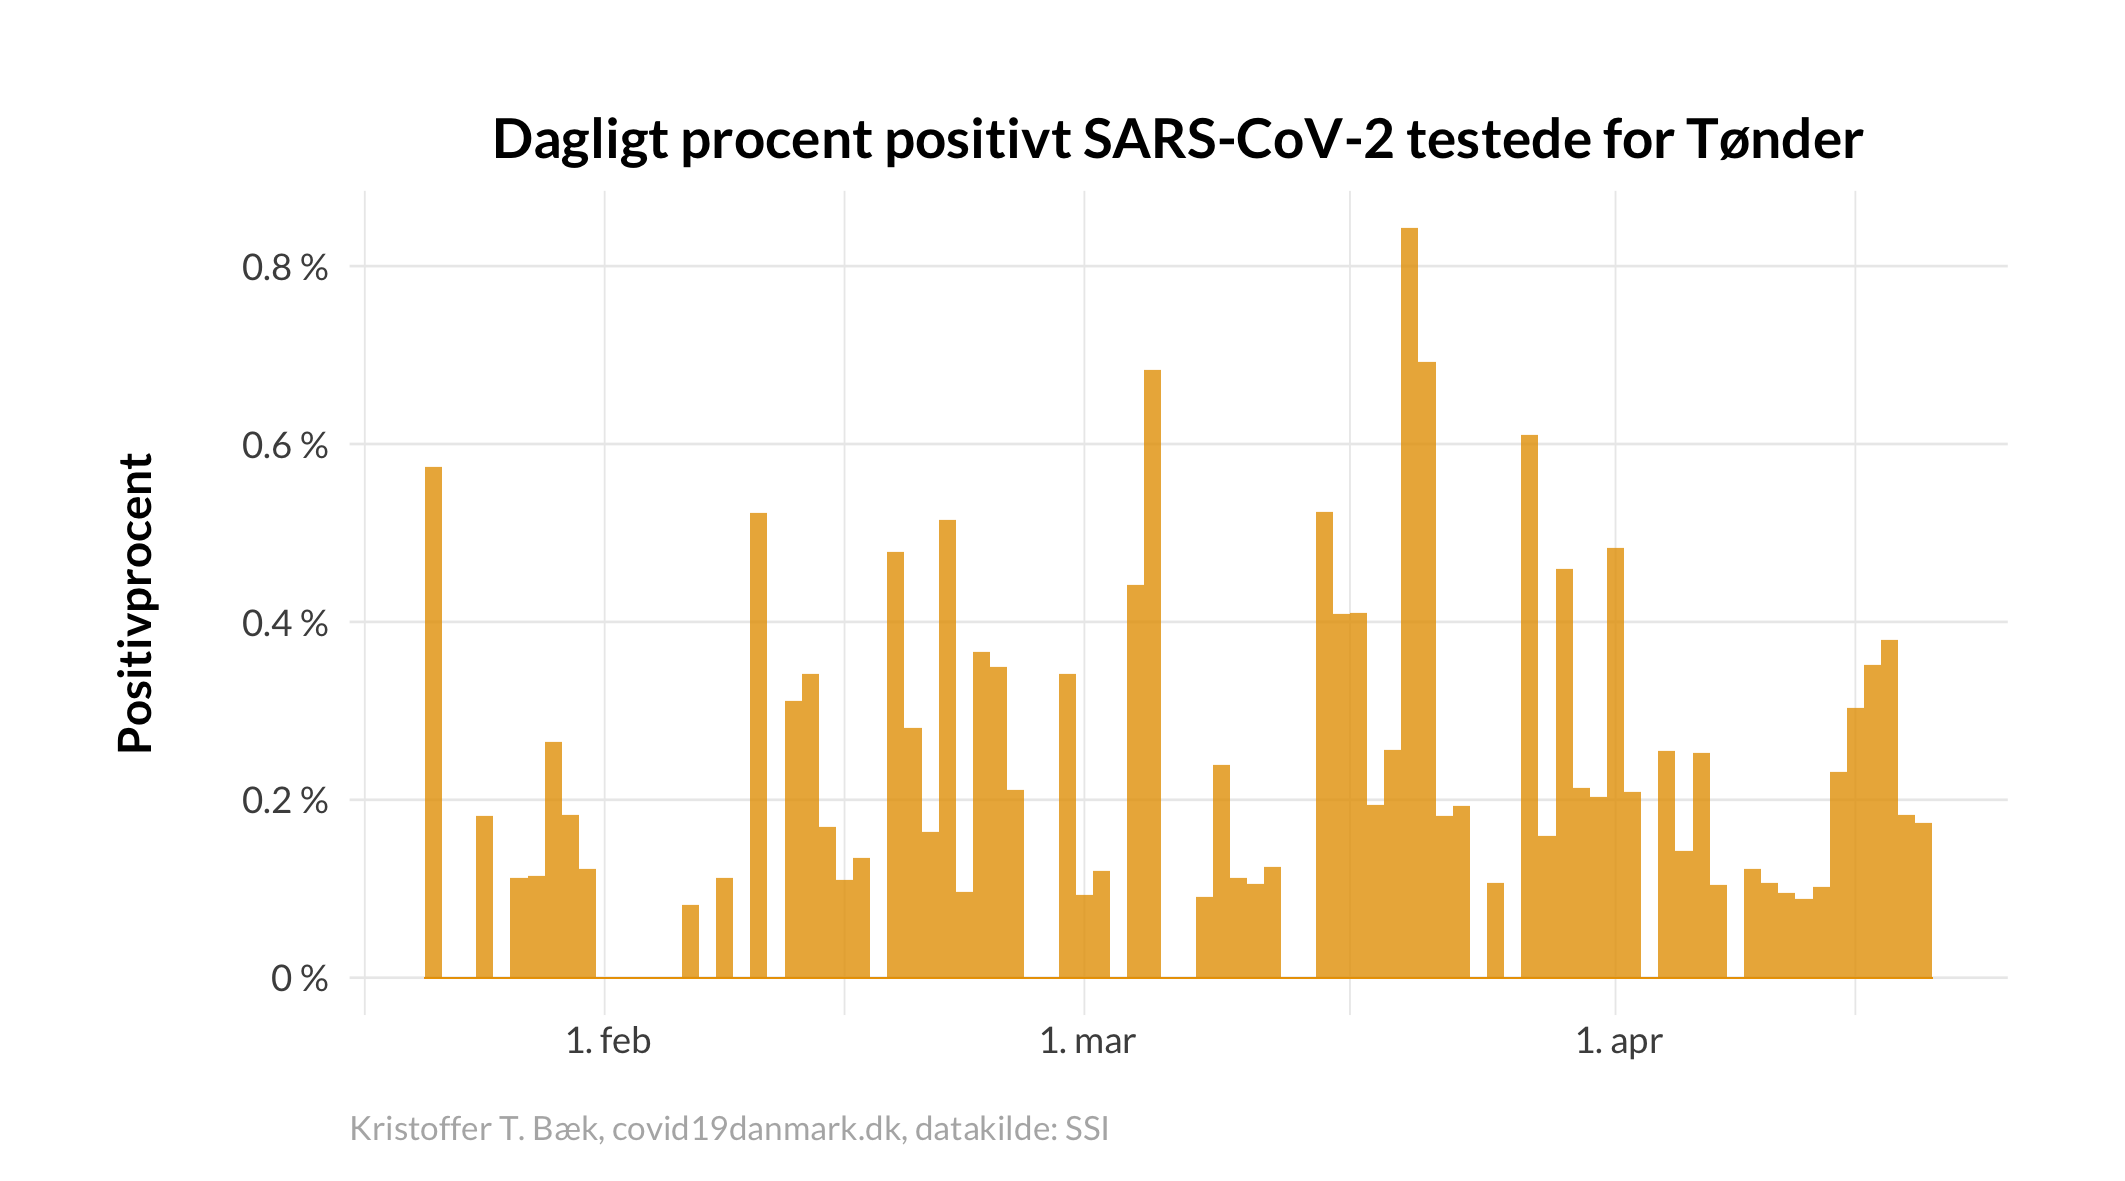 Dagligt procent positivt SARS-CoV-2 testede for Tønder
Positivprocent
0.8 %
0.6 %
0.4 %
0.2 %
0 %
1. feb
1. mar
1. apr
Kristoffer T. Bæk, covid19danmark.dk, datakilde: SSI